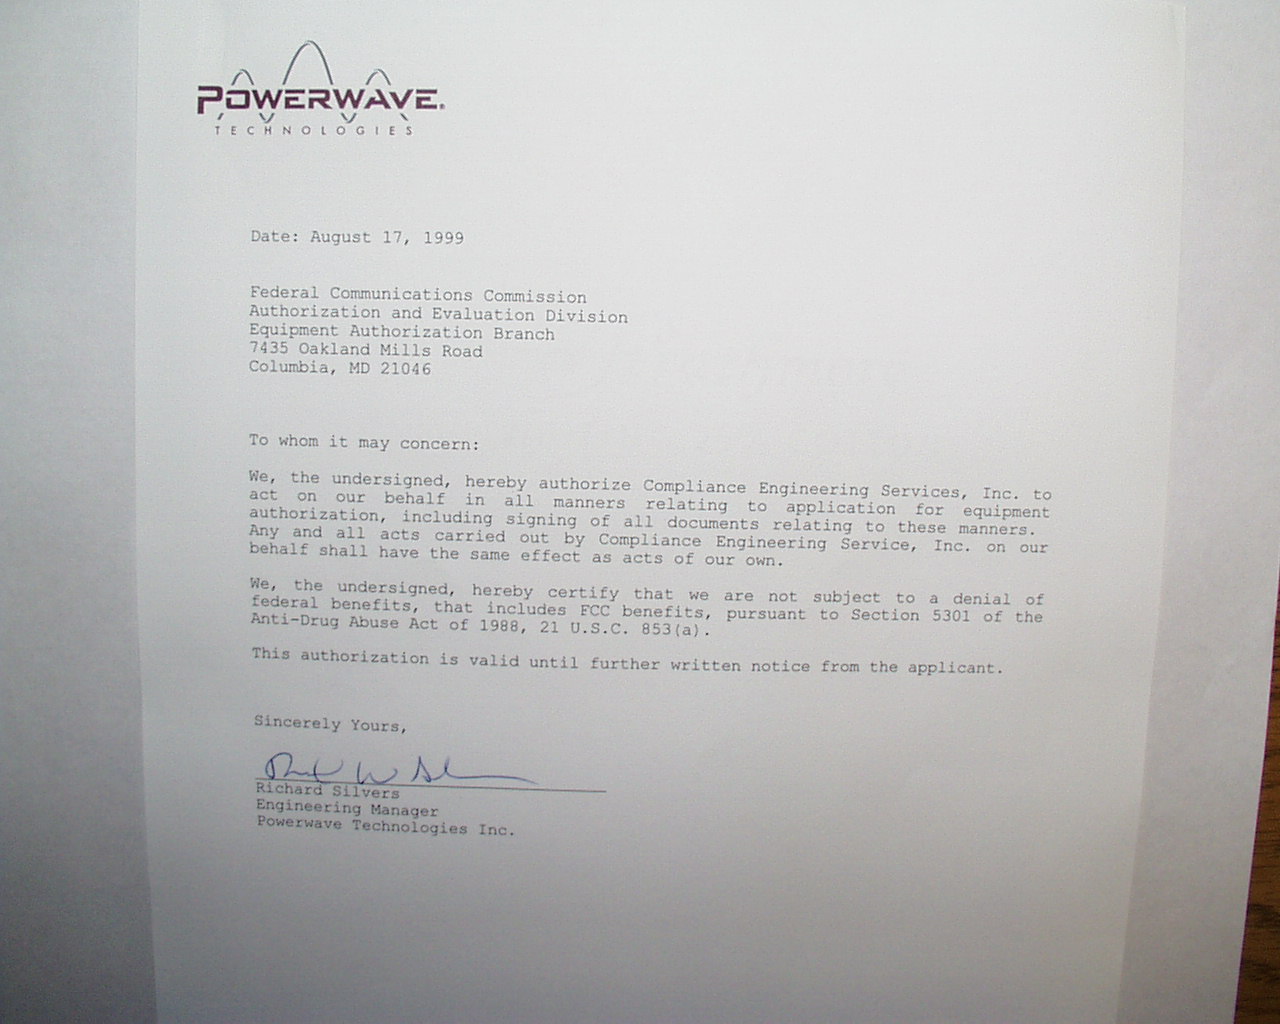 POWERWAVE®
TECHNOLOGIES
Date: August 17, 1999
Federal Communications Commission
Authorization and Evaluation Division
Equipment Authorization Branch
7435 Oakland Mills Road
Columbia, MD 21046
To whom it may concern:
We, the undersigned, hereby authorize Compliance Engineering Services, Inc. to
act on our behalf in all manners relating to application for equipment
authorization, including signing of all documents relating to these manners.
Any and all acts carried out by Compliance Engineering Service, Inc. on our
behalf shall have the same effect as acts of our own.
We, the undersigned, hereby certify that we are not subject to a denial of
federal benefits, that includes FCC benefits, pursuant to Section 5301 of the
Anti-Drug Abuse Act of 1988, 21 U.S.C. 853(a).
This authorization is valid until further written notice from the applicant.
Sincerely Yours,
Richard Silvers
Engineering Manager
Powerwave Technologies Inc.